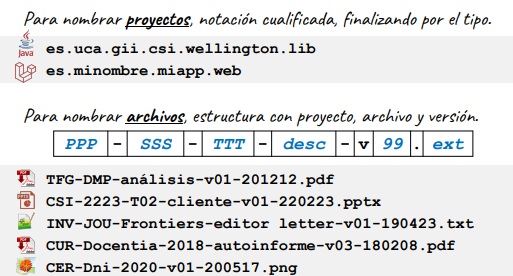 Para nombrar proyectos, notación cualificada, finalizando por el tipo.
Java es.uca.gii.csi.wellington.lib
es.minombre.miapp.web
Para nombrar archivos, estructura con proyecto, archivo y versión.
PPP - SSS - TTT - desc - v 99 . ext
TFG-DMP-análisis-v01-201212.pdf
CSI-2223-T02-cliente-v01-220223.pptx
INV-JOU-Frontiers-editor letter-v01-190423.txt
CUR-Docentia-2018-autoinforme-v03-180208.pdf
CER-Dni-2020-v01-200517.png